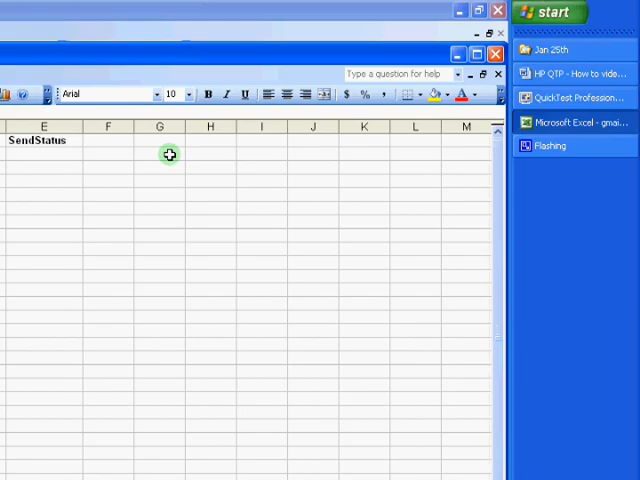 start
Jan 25th
HP QTP - How to vide...
QuickTest Profession...
Microsoft Excel - gmai...
Flashing
Type a question for help
Arial
10
B I U
$ % ,
A
E F G H I J K L M
SendStatus